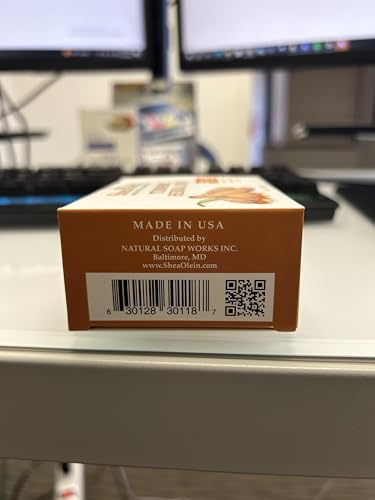 MADE IN USA
Distributed by
NATURAL SOAP WORKS INC.
Baltimore, MD
www.SheaOlein.com
6 30128 30118 7